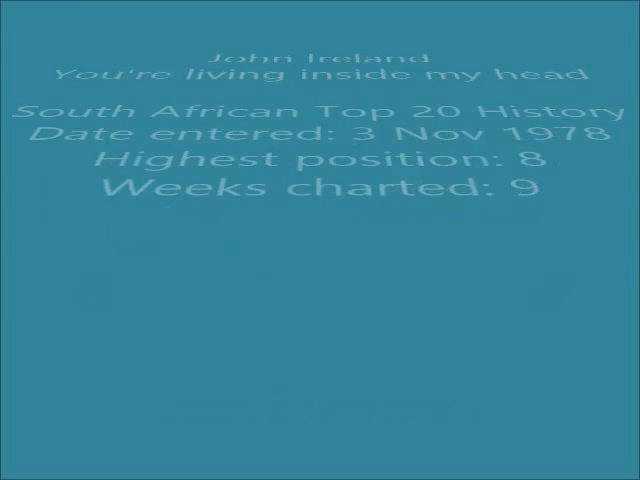 John Ireland
You're living inside my head
South African Top 20 History
Date entered: 3 Nov 1978
Highest position: 8
Weeks charted: 9